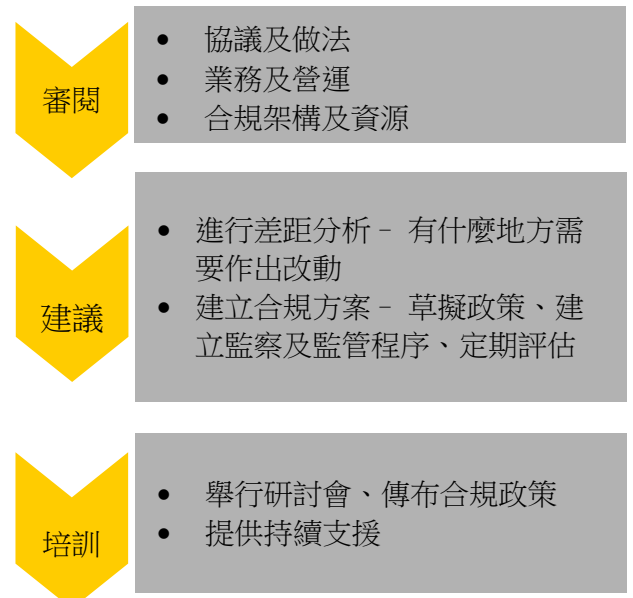 審閱
• 協議及做法
• 業務及營運
• 合規架構及資源
建議
• 進行差距分析 – 有什麼地方需
要作出改動
• 建立合規方案 – 草擬政策、建
立監察及監管程序、定期評估
培訓
• 舉行研討會、傳布合規政策
• 提供持續支援